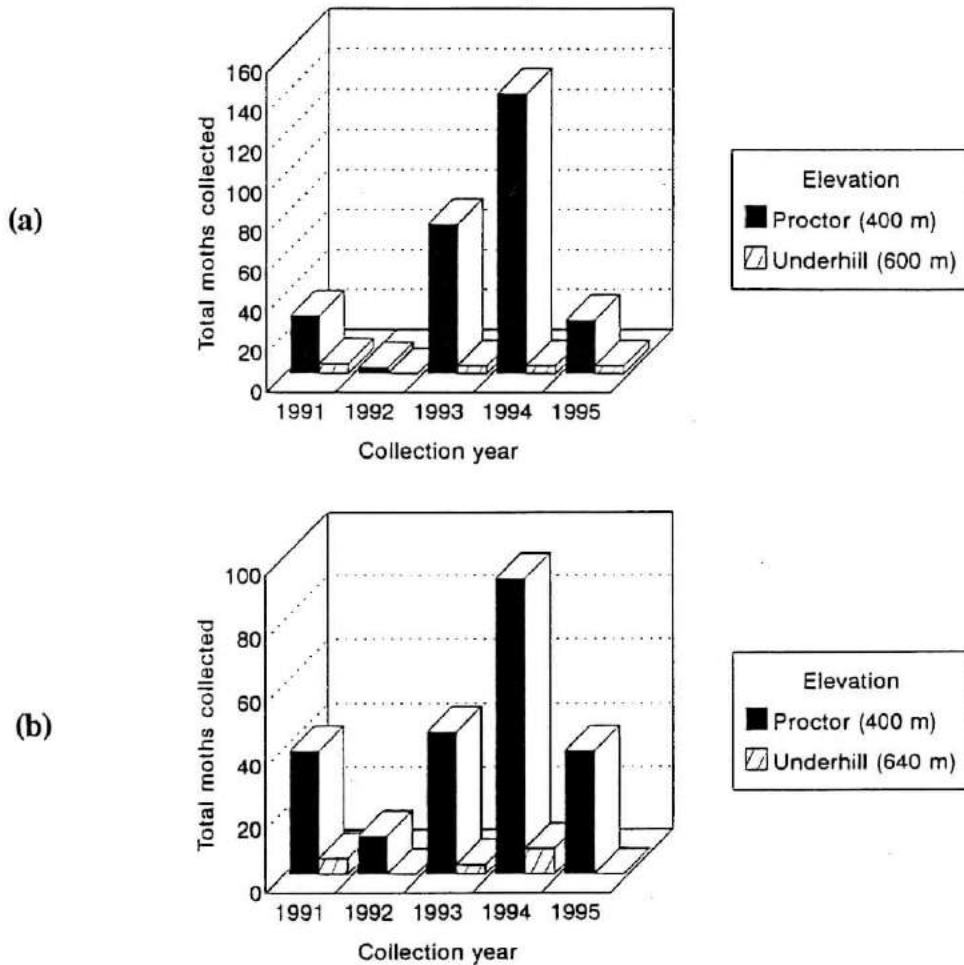 (a)
Total moths collected
160
140
120
100
80
60
40
20
0
1991 1992 1993 1994 1995
Collection year
Elevation
Proctor (400 m)
Underhill (600 m)
(b)
Total moths collected
100
80
60
40
20
0
1991 1992 1993 1994 1995
Collection year
Elevation
Proctor (400 m)
Underhill (640 m)